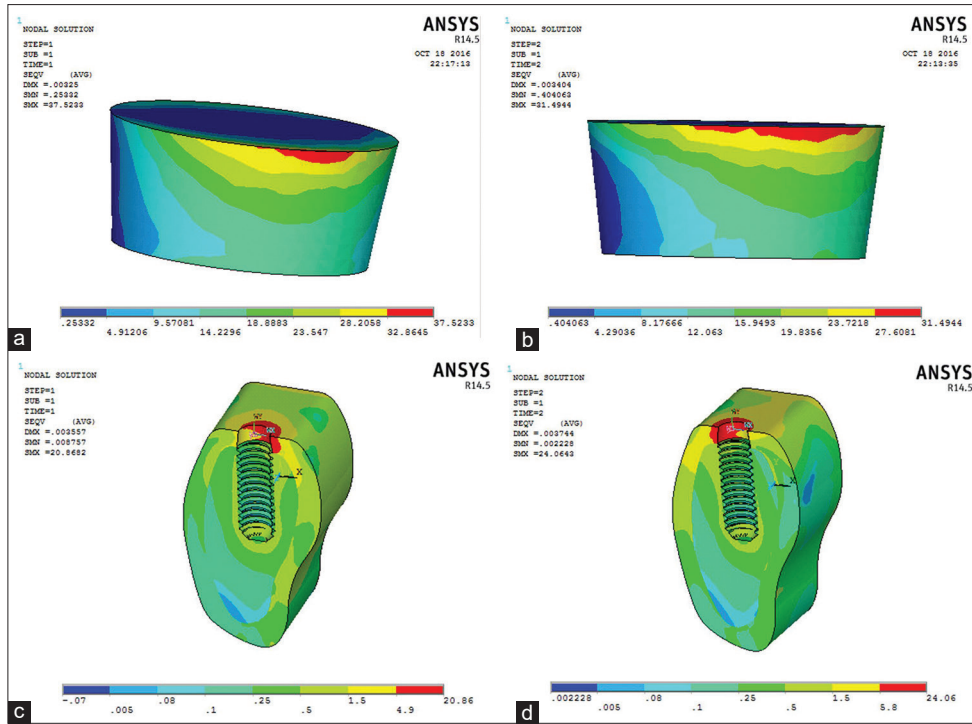 1
NODAL SOLUTION
STEP=1
SUB =1
TIME=1
SEQV (AVG)
DMX =.00325
SMN =.25332
SMX =37.5233
ANSYS
R14.5
OCT 18 2016
22:17:13
.25332 9.57081 18.8883 28.2058 37.5233
4.91206 14.2296 23.547 32.8645
a
1
NODAL SOLUTION
STEP=2
SUB =1
TIME=2
SEQV (AVG)
DMX =.003404
SMN =.404063
SMX =31.4944
ANSYS
R14.5
OCT 18 2016
22:13:35
.404063 8.17666 15.9493 23.7218 31.4944
4.29036 12.063 19.8356 27.6081
b
1
NODAL SOLUTION
STEP=1
SUB =1
TIME=1
SEQV (AVG)
DMX =.003557
SMN =.008757
SMX =20.8682
ANSYS
R14.5
X
-.07 .08 .25 1.5 20.86
.005 .1 .5 4.9
c
1
NODAL SOLUTION
STEP=2
SUB =1
TIME=2
SEQV (AVG)
DMX =.003744
SMN =.002228
SMX =24.0643
ANSYS
R14.5
X
.002228 .08 .25 1.5 24.06
.005 .1 .5 5.8
d